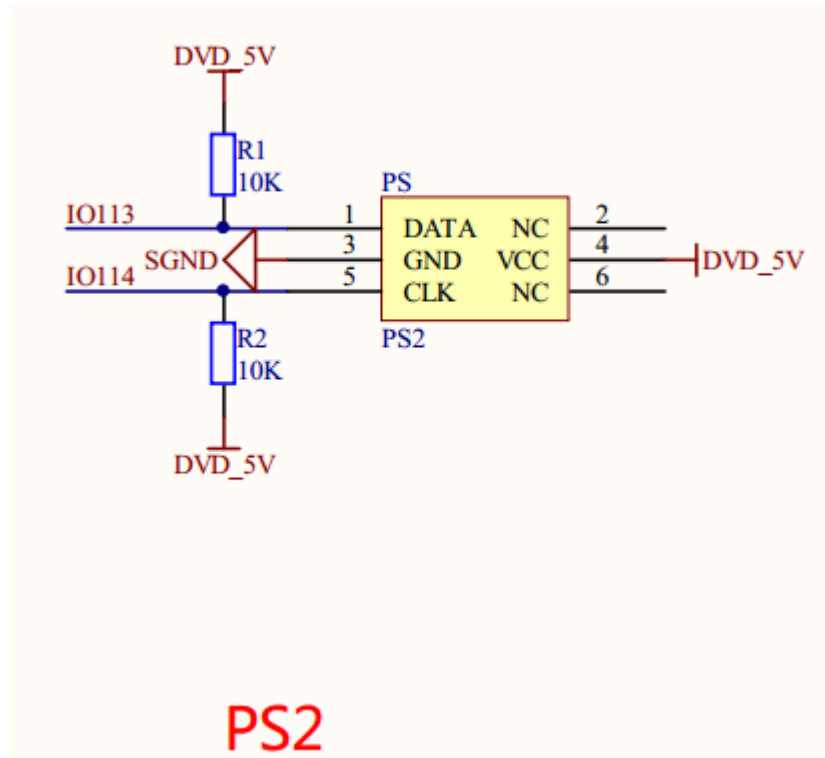 DVD_5V
R1
10K
PS
IO113
1
DATA
NC
2
SGND
3
GND
VCC
4
DVD_5V
IO114
5
CLK
NC
6
R2
10K
PS2
DVD_5V
PS2